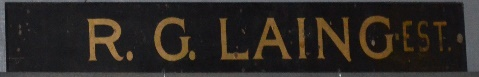 R. G. LAING EST.